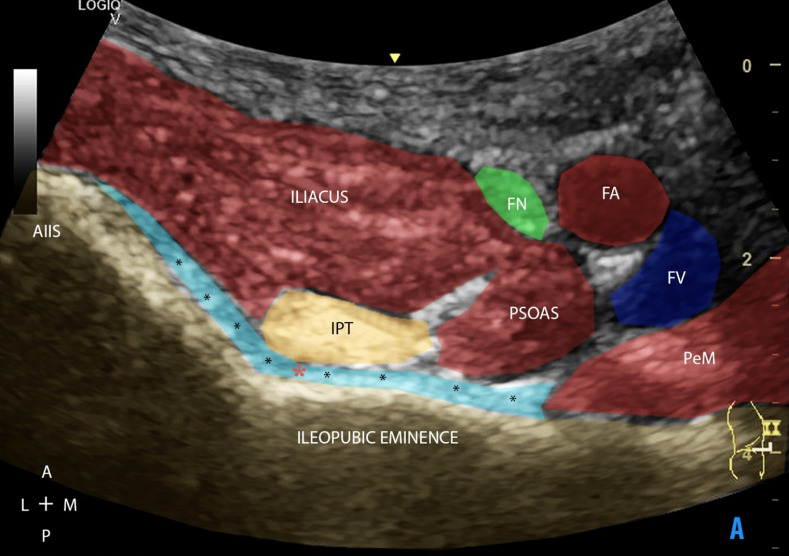 LOGIQ
V
0
ILIACUS
FN
FA
AIIS
2
FV
PSOAS
IPT
PeM
* * * * * * * * *
ILEOPUBIC EMINENCE
4
A
L + M
P
A